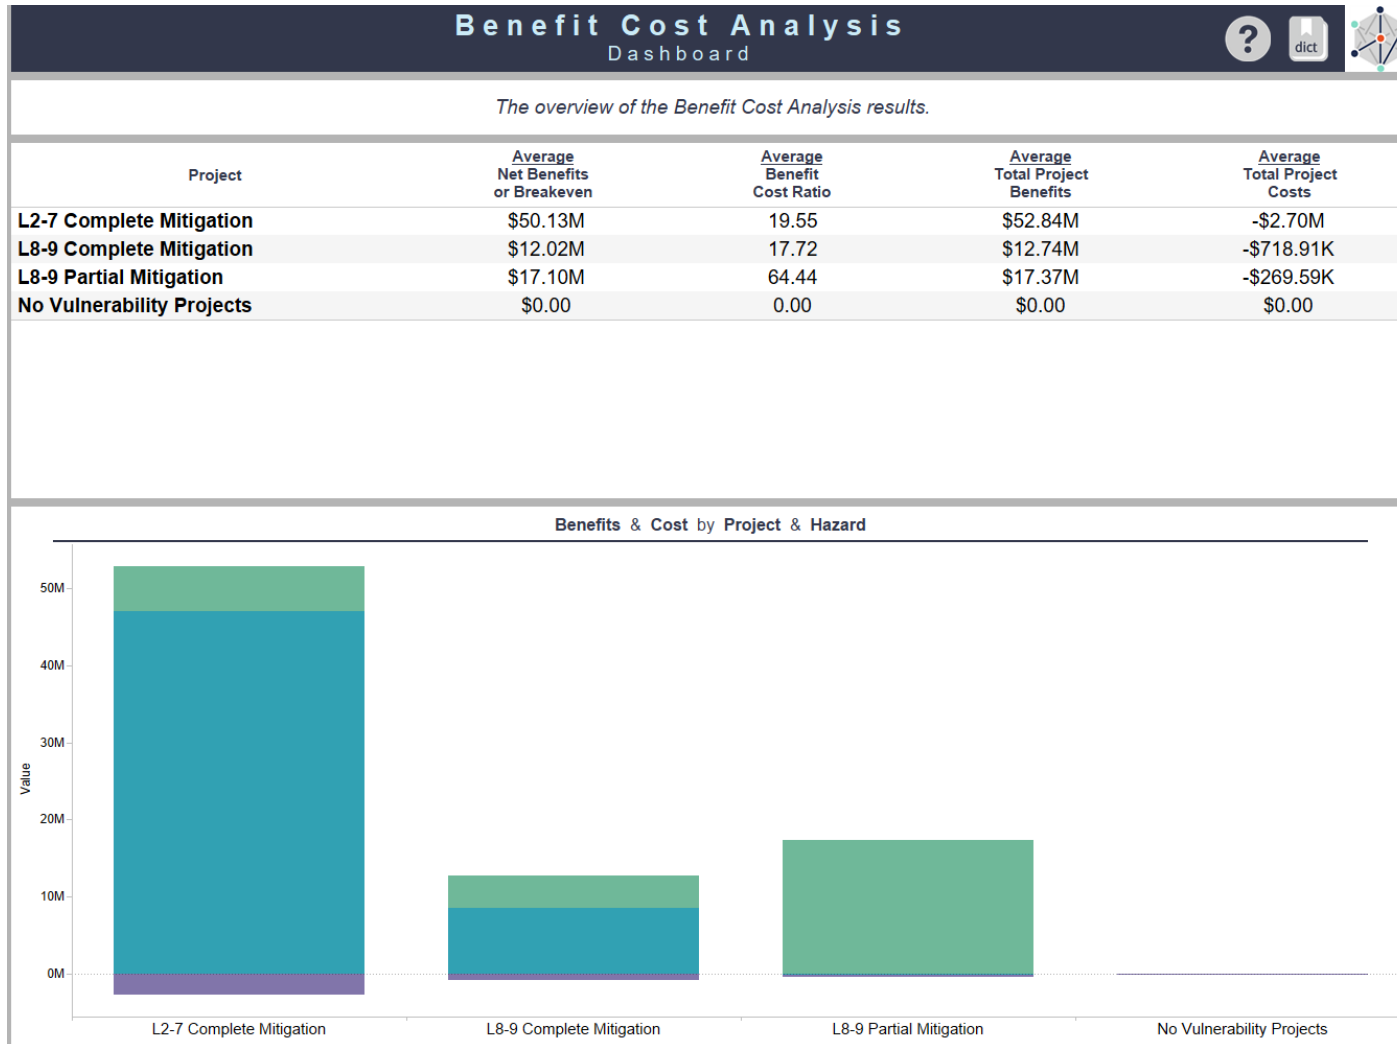 Benefit Cost Analysis
Dashboard
?
dict
The overview of the Benefit Cost Analysis results.
Project
Average Net Benefits or Breakeven
Average Benefit Cost Ratio
Average Total Project Benefits
Average Total Project Costs
L2-7 Complete Mitigation $50.13M 19.55 $52.84M -$2.70M
L8-9 Complete Mitigation $12.02M 17.72 $12.74M -$718.91K
L8-9 Partial Mitigation $17.10M 64.44 $17.37M -$269.59K
No Vulnerability Projects $0.00 0.00 $0.00 $0.00
Benefits & Cost by Project & Hazard
50M
40M
30M
20M
10M
0M
Value
L2-7 Complete Mitigation
L8-9 Complete Mitigation
L8-9 Partial Mitigation
No Vulnerability Projects